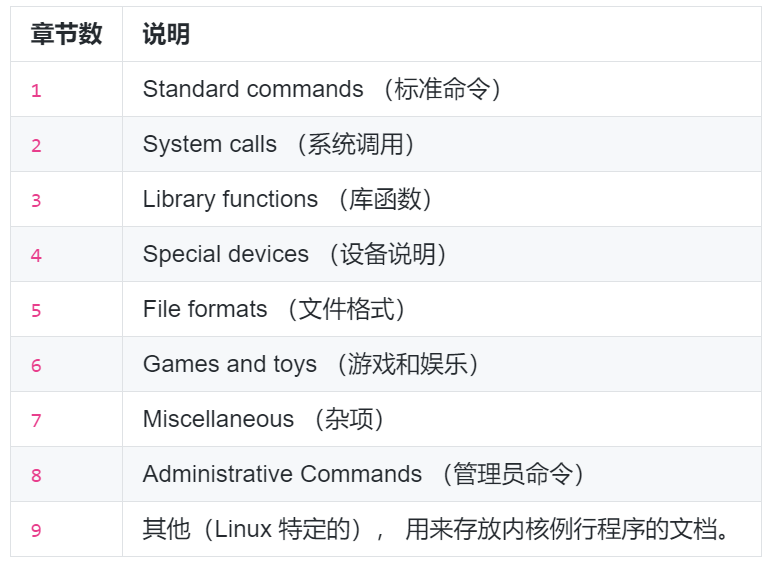 章节数 说明
1 Standard commands （标准命令）
2 System calls （系统调用）
3 Library functions （库函数）
4 Special devices （设备说明）
5 File formats （文件格式）
6 Games and toys （游戏和娱乐）
7 Miscellaneous （杂项）
8 Administrative Commands （管理员命令）
9 其他（Linux 特定的）， 用来存放内核例行程序的文档。